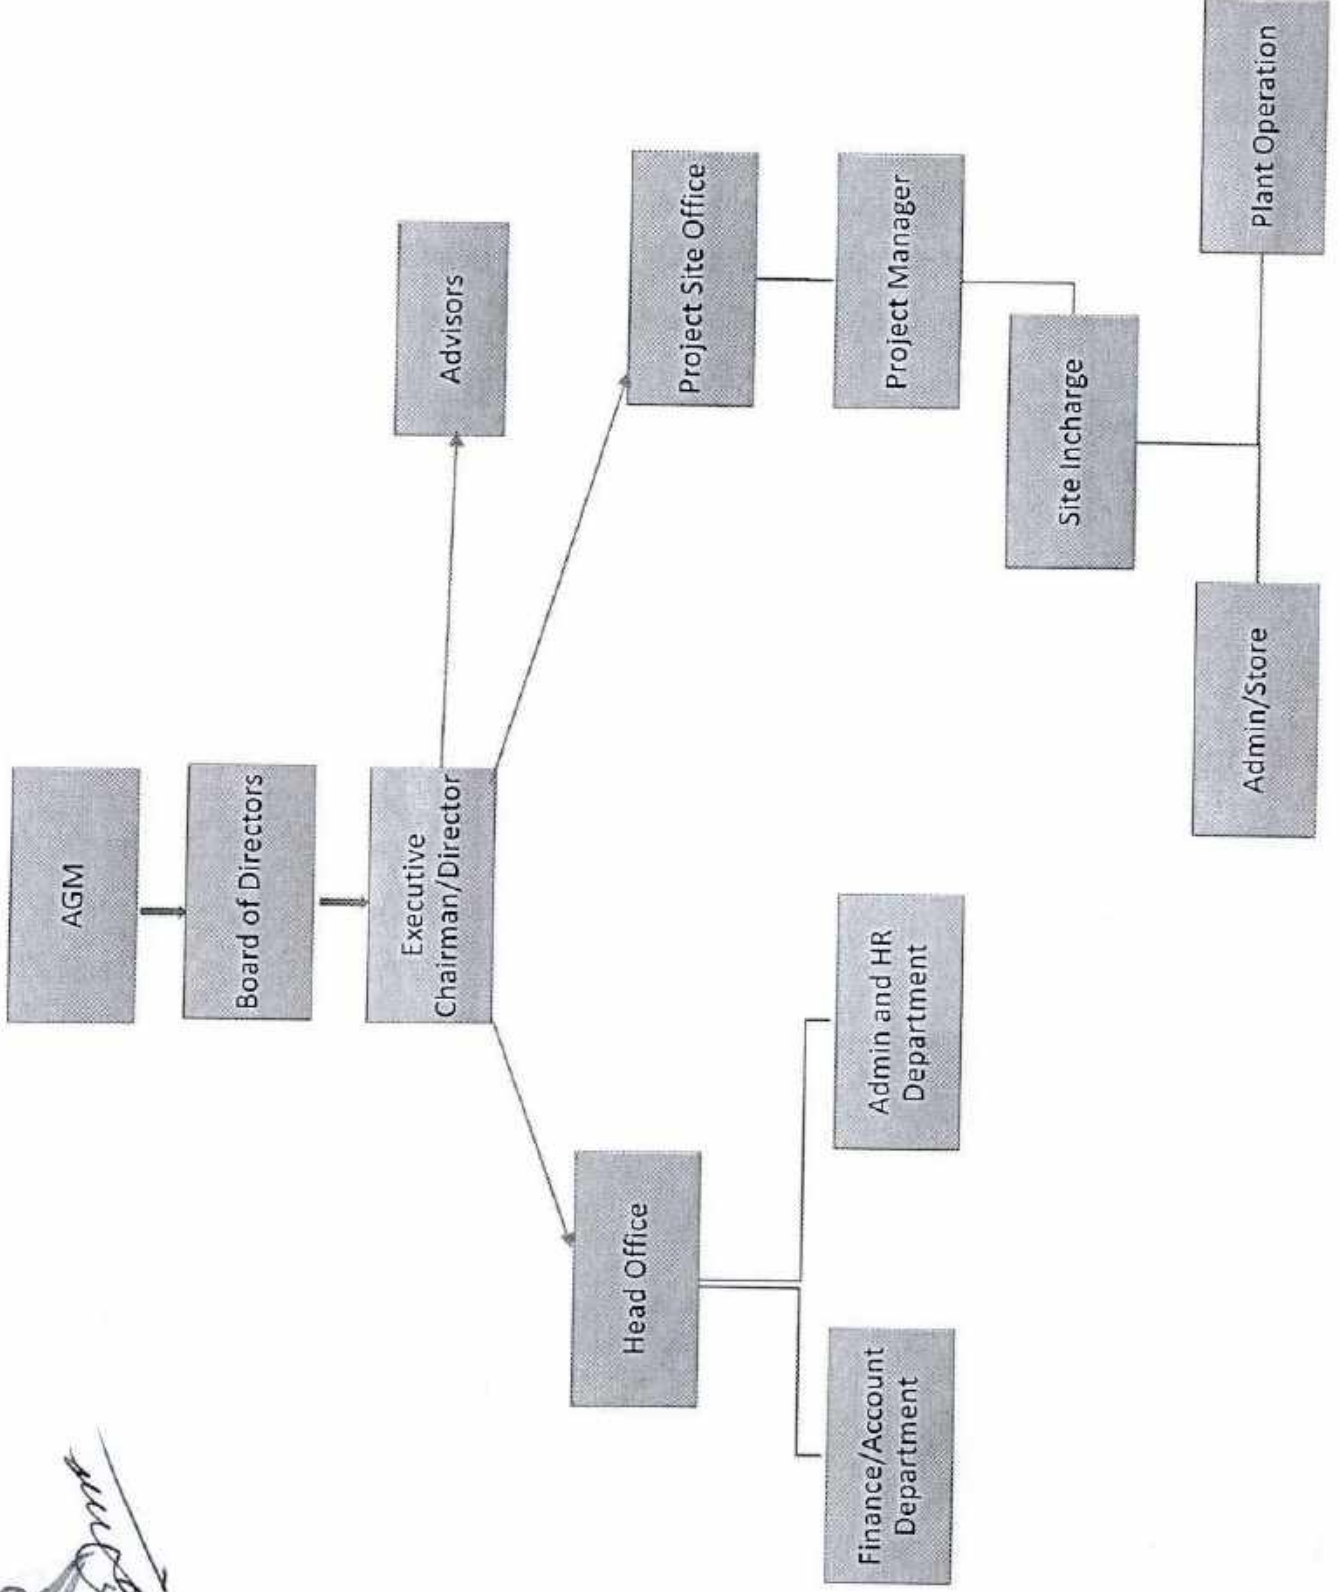 AGM
Board of Directors
Executive
Chairman/Director
Advisors
Head Office
Project Site Office
Finance/Account
Department
Admin and HR
Department
Project Manager
Site Incharge
Admin/Store
Plant Operation